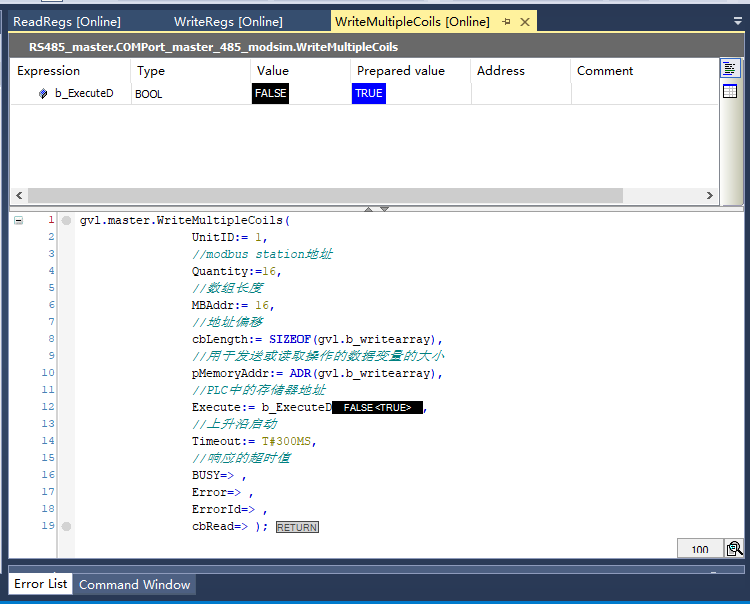 ReadRegs [Online] WriteRegs [Online] WriteMultipleCoils [Online]
RS485_master.COMPort_master_485_modsim.WriteMultipleCoils
Expression Type Value Prepared value Address Comment
b_ExecuteD BOOL FALSE TRUE
1 gvl.master.WriteMultipleCoils(
2 UnitID:= 1,
3 //modbus station地址
4 Quantity:=16,
5 //数组长度
6 MBAddr:= 16,
7 //地址偏移
8 cbLength:= SIZEOF(gvl.b_writearray),
9 //用于发送或读取操作的数据变量的大小
10 pMemoryAddr:= ADR(gvl.b_writearray),
11 //PLC中的存储器地址
12 Execute:= b_ExecuteD FALSE<TRUE> ,
13 //上升沿启动
14 Timeout:= T#300MS,
15 //响应的超时值
16 BUSY=> ,
17 Error=> ,
18 ErrorId=> ,
19 cbRead=> ); RETURN
100
Error List Command Window